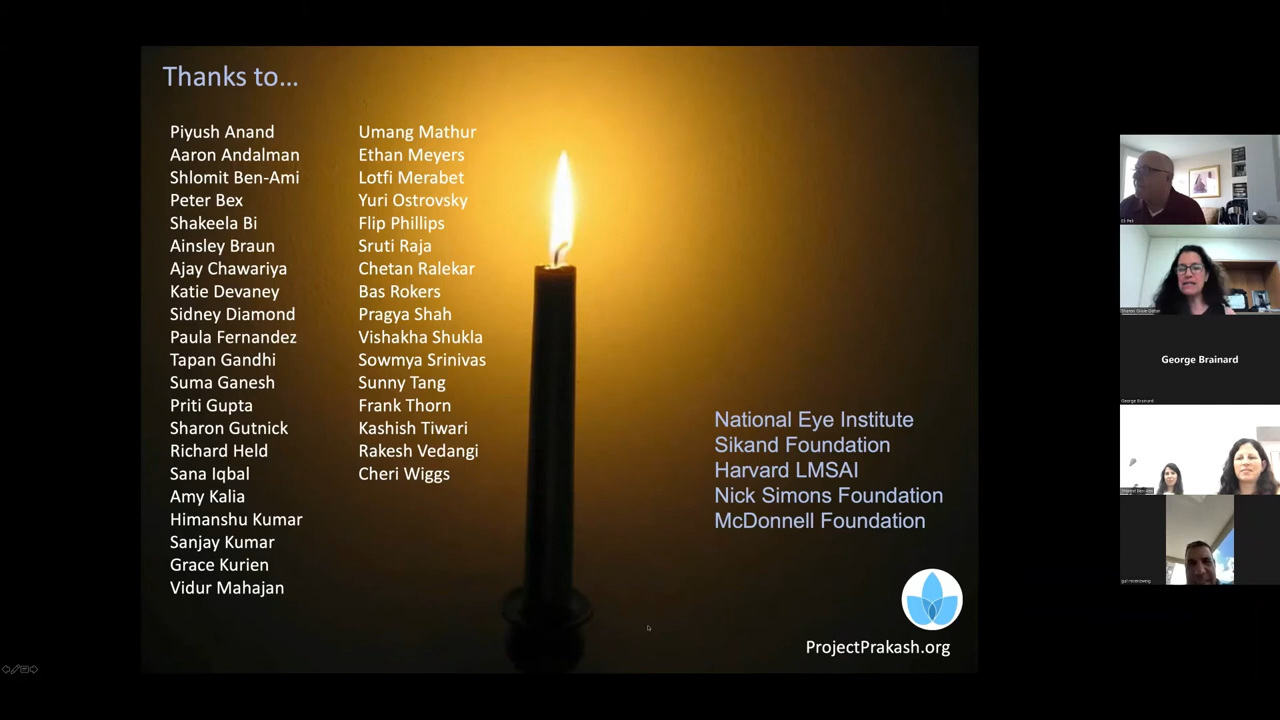 Thanks to...
Piyush Anand
Aaron Andalman
Shlomit Ben-Ami
Peter Bex
Shakeela Bi
Ainsley Braun
Ajay Chawariya
Katie Devaney
Sidney Diamond
Paula Fernandez
Tapan Gandhi
Suma Ganesh
Priti Gupta
Sharon Gutnick
Richard Held
Sana Iqbal
Amy Kalia
Himanshu Kumar
Sanjay Kumar
Grace Kurien
Vidur Mahajan
Umang Mathur
Ethan Meyers
Lotfi Merabet
Yuri Ostrovsky
Flip Phillips
Sruti Raja
Chetan Ralekar
Bas Rokers
Pragya Shah
Vishakha Shukla
Sowmya Srinivas
Sunny Tang
Frank Thorn
Kashish Tiwari
Rakesh Vedangi
Cheri Wiggs
National Eye Institute
Sikand Foundation
Harvard LMSAI
Nick Simons Foundation
McDonnell Foundation
ProjectPrakash.org
George Brainard
George Brainard